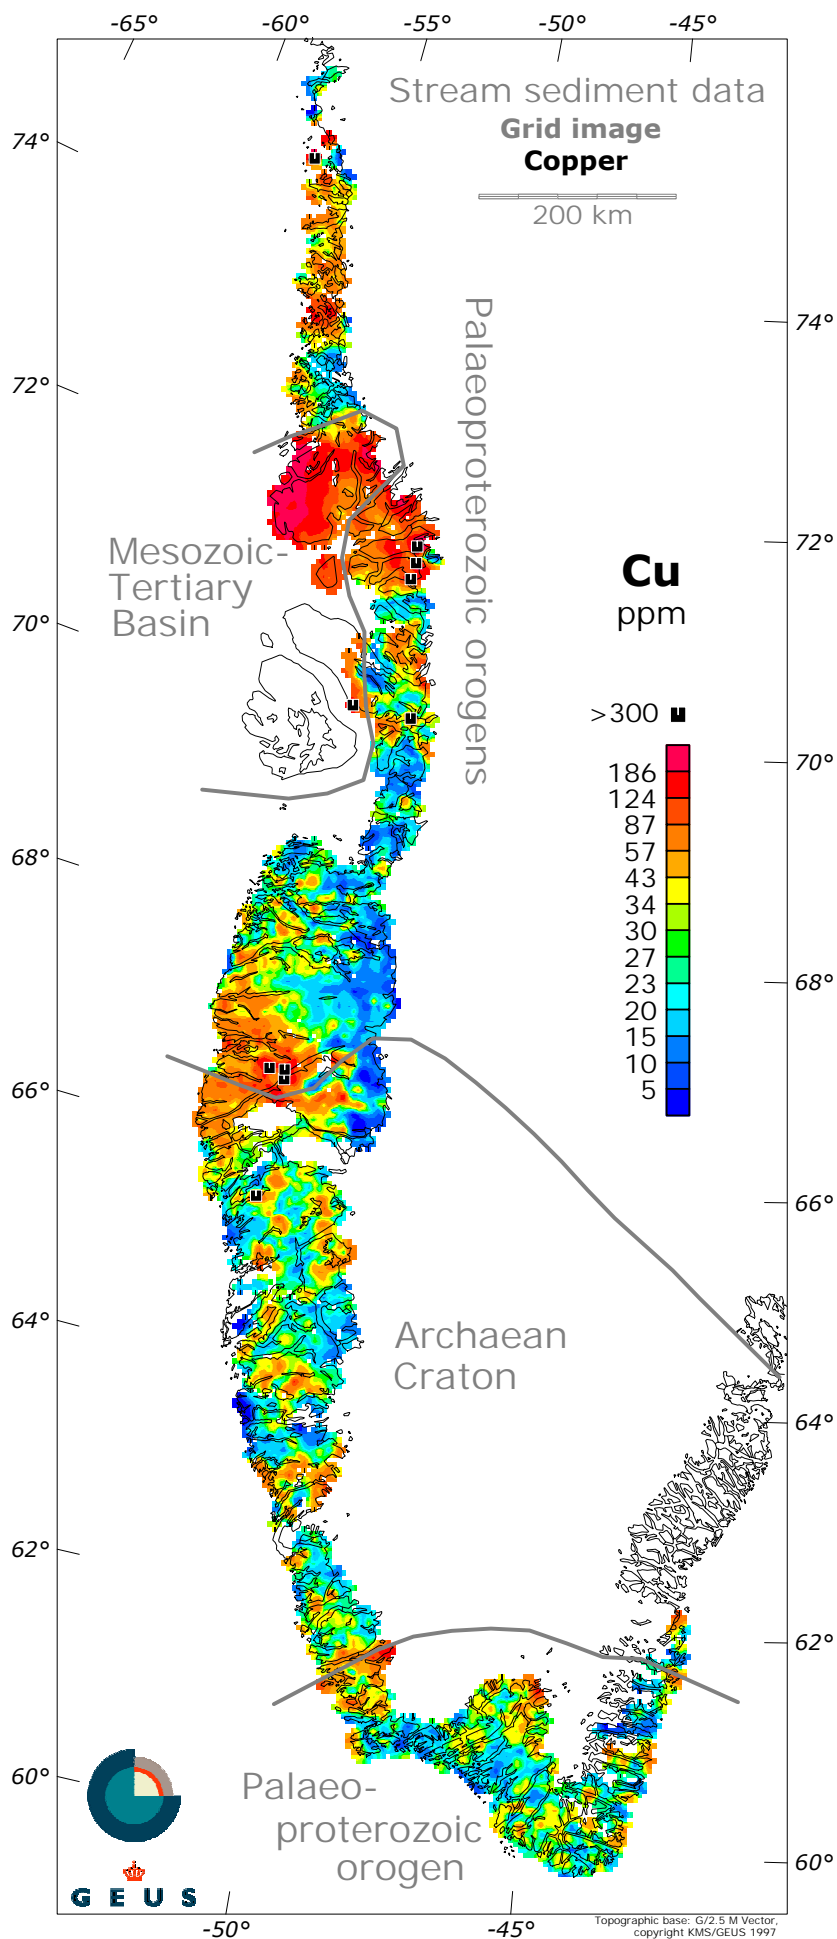 -65° -60° -55° -50° -45°
Stream sediment data
Grid image
Copper
200 km
74°
74°
72°
72°
70°
70°
68°
68°
66°
66°
64°
64°
62°
62°
60°
60°
Palaeoproterozoic orogens
Mesozoic-
Tertiary
Basin
Cu
ppm
>300
186
124
87
57
43
34
30
27
23
20
15
10
5
Archaean
Craton
Palaeo-
proterozoic
orogen
GEUS
-50° -45°
Topographic base: G/2.5 M Vector,
copyright KMS/GEUS 1997